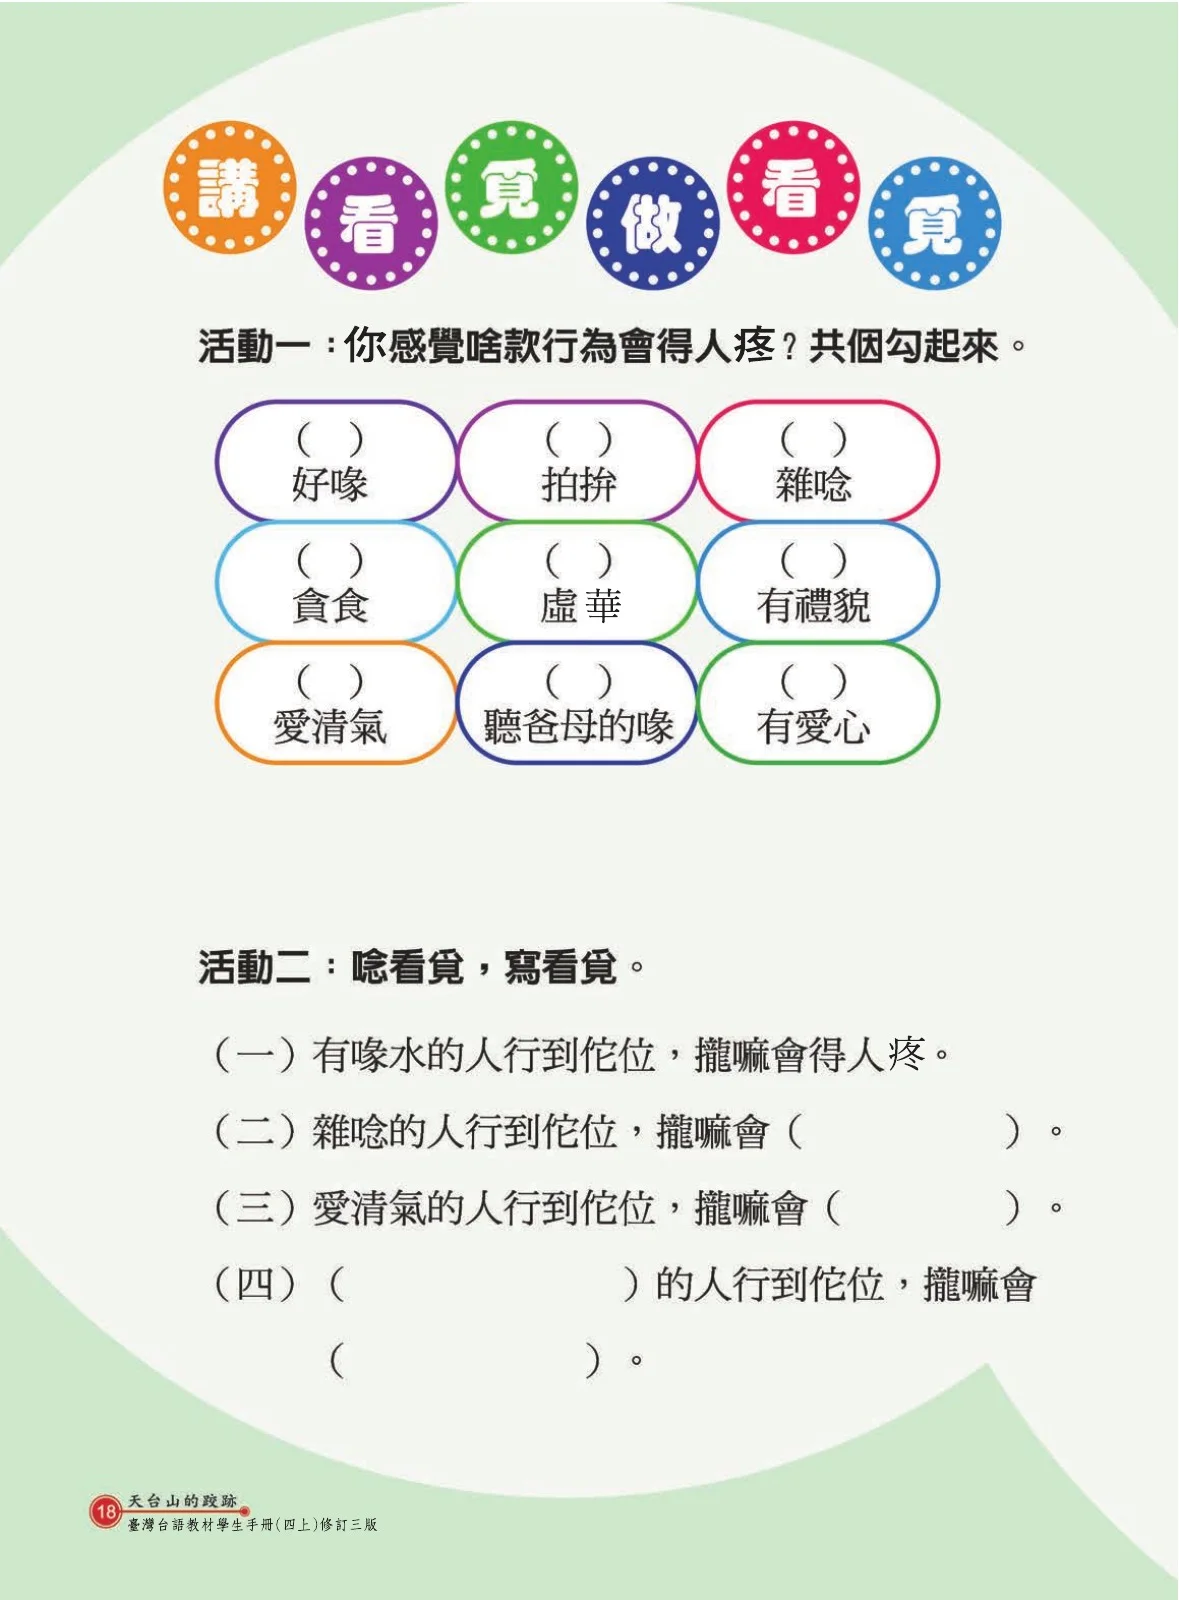 講看覓做看覓
活動一：你感覺啥款行為會得人疼？共𪜶勾起來。
（ ） （ ） （ ）
好喙 拍拚 雜唸
（ ） （ ） （ ）
貪食 虛華 有禮貌
（ ） （ ） （ ）
愛清氣 聽爸母的喙 有愛心
活動二：唸看覓，寫看覓。
（一）有喙水的人行到佗位，攏嘛會得人疼。
（二）雜唸的人行到佗位，攏嘛會（ ）。
（三）愛清氣的人行到佗位，攏嘛會（ ）。
（四）（ ）的人行到佗位，攏嘛會
（ ）。
18 天台山的跤跡
臺灣台語教材學生手冊(四上)修訂三版